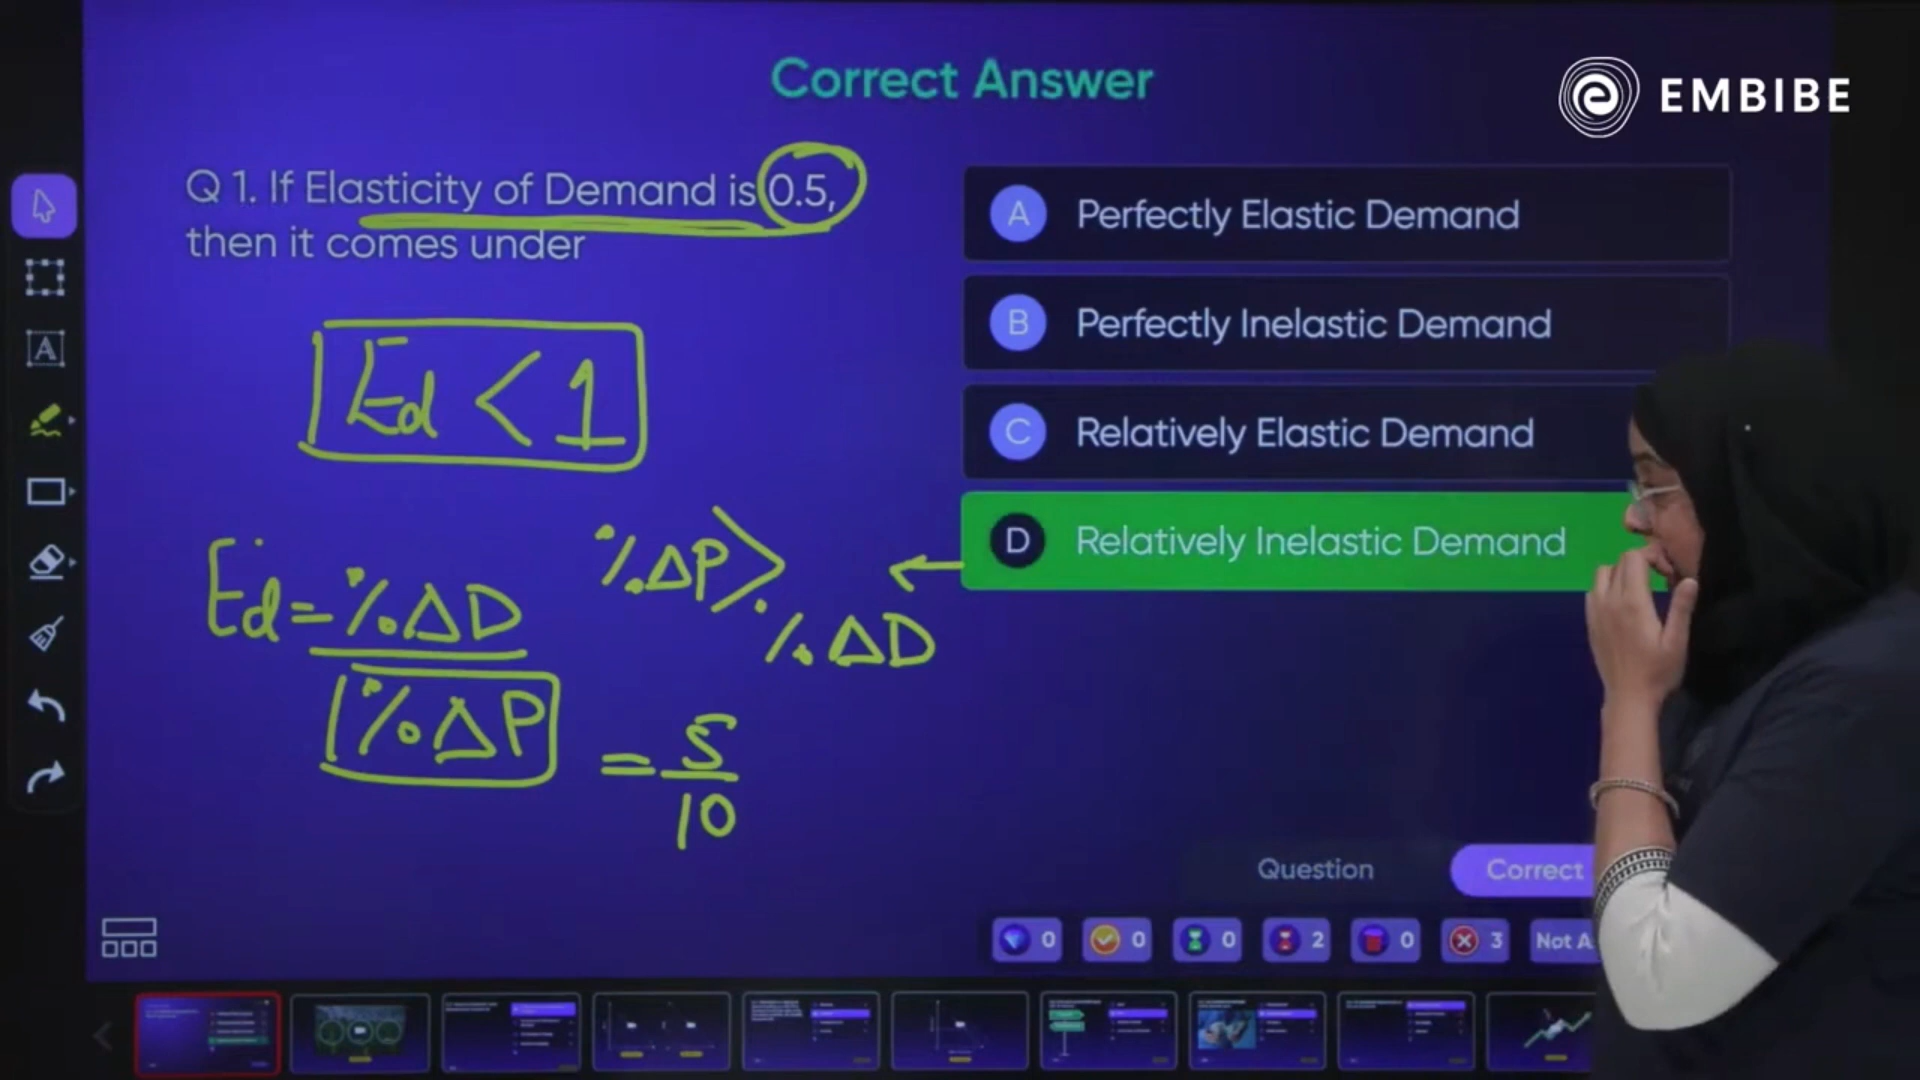 Correct Answer
EMBIBE
Q 1. If Elasticity of Demand is 0.5,
then it comes under
A Perfectly Elastic Demand
B Perfectly Inelastic Demand
C Relatively Elastic Demand
D Relatively Inelastic Demand
Ed < 1
Ed = %ΔD
%ΔP
%ΔP > %ΔD
= 5
10
Question
Correct
0
0
0
2
0
3
Not A